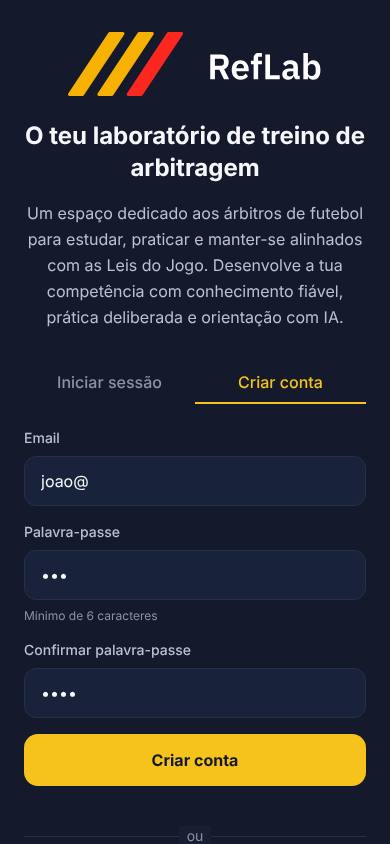 RefLab
O teu laboratório de treino de
arbitragem
Um espaço dedicado aos árbitros de futebol
para estudar, praticar e manter-se alinhados
com as Leis do Jogo. Desenvolve a tua
competência com conhecimento fiável,
prática deliberada e orientação com IA.
Iniciar sessão
Criar conta
Email
joao@
Palavra-passe
•••
Mínimo de 6 caracteres
Confirmar palavra-passe
••••
Criar conta
ou